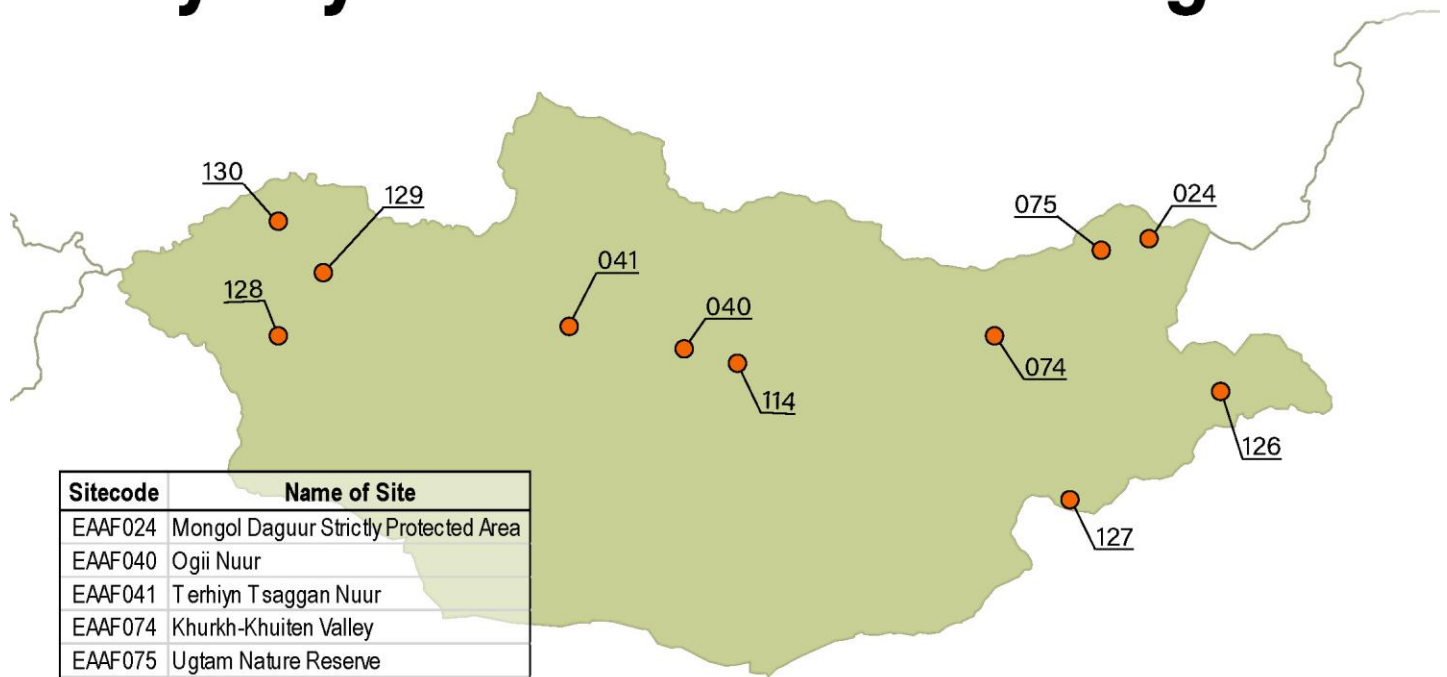 130
129
128
041
040
114
075
024
074
126
127
Sitecode Name of Site
EAAF024 Mongol Daguur Strictly Protected Area
EAAF040 Ogii Nuur
EAAF041 Terhiyn Tsaggan Nuur
EAAF074 Khurkh-Khuiten Valley
EAAF075 Ugtam Nature Reserve